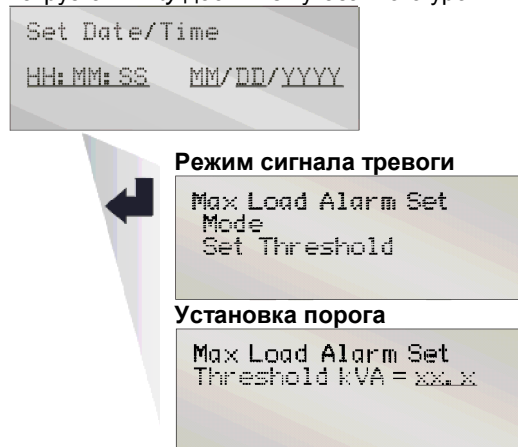 Set Date/Time
HH:MM:SS MM/DD/YYYY
Режим сигнала тревоги
Max Load Alarm Set
Mode
Set Threshold
Установка порога
Max Load Alarm Set
Threshold kVA = xx.x